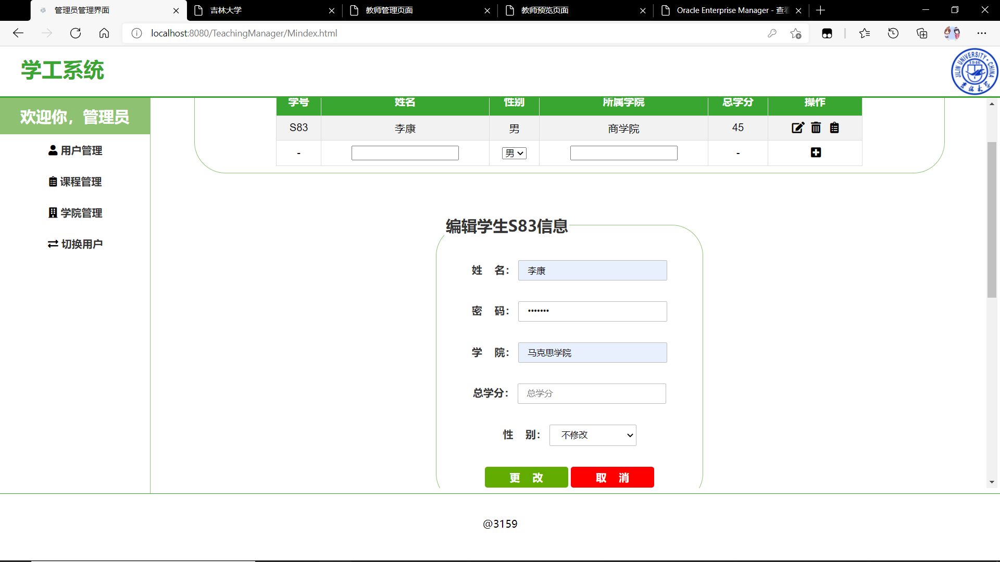 管理员管理界面
吉林大学
教师管理页面
教师预览页面
Oracle Enterprise Manager - 查看
localhost:8080/TeachingManager/Mindex.html
学工系统
JILIN UNIVERSITY · CHINA
1946
吉林大学
欢迎你，管理员
用户管理
课程管理
学院管理
切换用户
学号 姓名 性别 所属学院 总学分 操作
S83 李康 男 商学院 45
- 男 -
编辑学生S83信息
姓 名： 李康
密 码： •••••••
学 院： 马克思学院
总学分： 总学分
性 别： 不修改
更 改 取 消
@3159